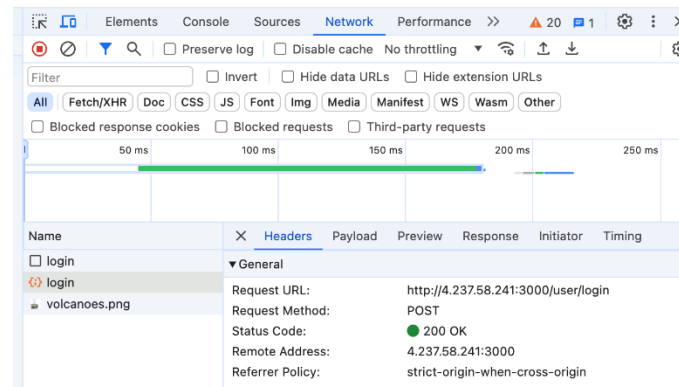 Elements Console Sources Network Performance >> 20 1
Preserve log Disable cache No throttling
Filter Invert Hide data URLs Hide extension URLs
All Fetch/XHR Doc CSS JS Font Img Media Manifest WS Wasm Other
Blocked response cookies Blocked requests Third-party requests
50 ms 100 ms 150 ms 200 ms 250 ms
Name Headers Payload Preview Response Initiator Timing
login General
login Request URL: http://4.237.58.241:3000/user/login
volcanoes.png Request Method: POST
Status Code: 200 OK
Remote Address: 4.237.58.241:3000
Referrer Policy: strict-origin-when-cross-origin